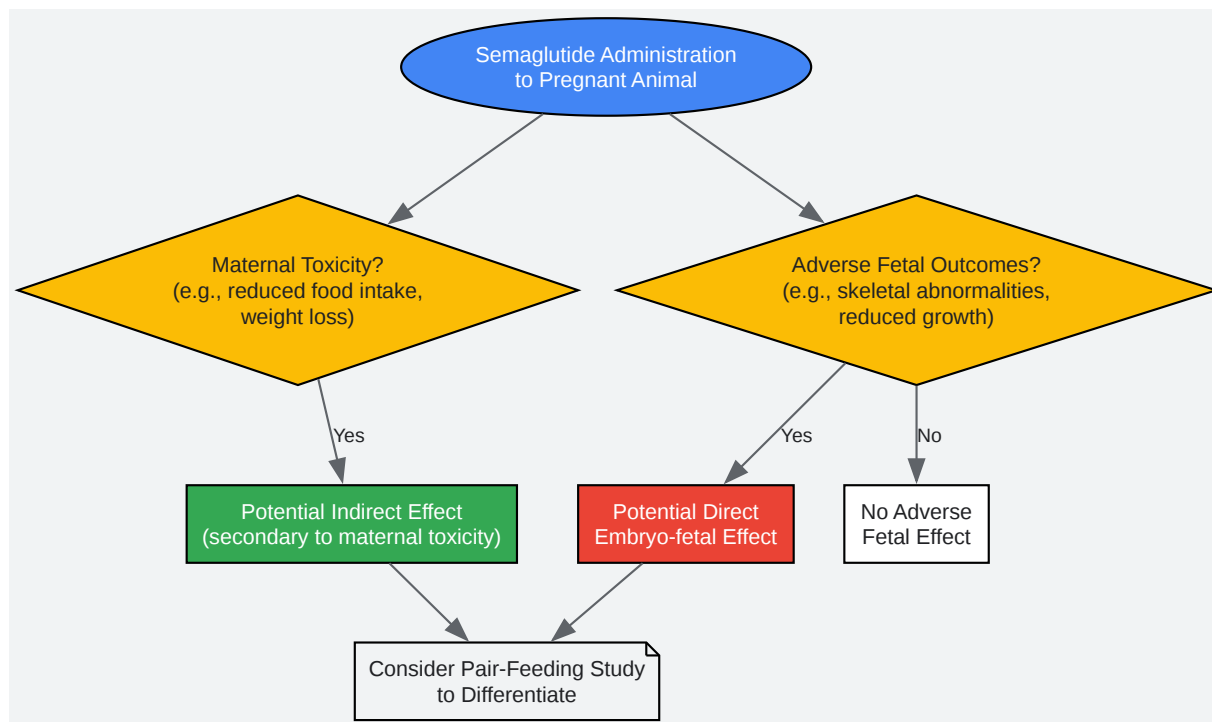 Semaglutide Administration
to Pregnant Animal
Maternal Toxicity?
(e.g., reduced food intake,
weight loss)
Adverse Fetal Outcomes?
(e.g., skeletal abnormalities,
reduced growth)
Yes
Yes
No
Potential Indirect Effect
(secondary to maternal toxicity)
Potential Direct
Embryo-fetal Effect
No Adverse
Fetal Effect
Consider Pair-Feeding Study
to Differentiate